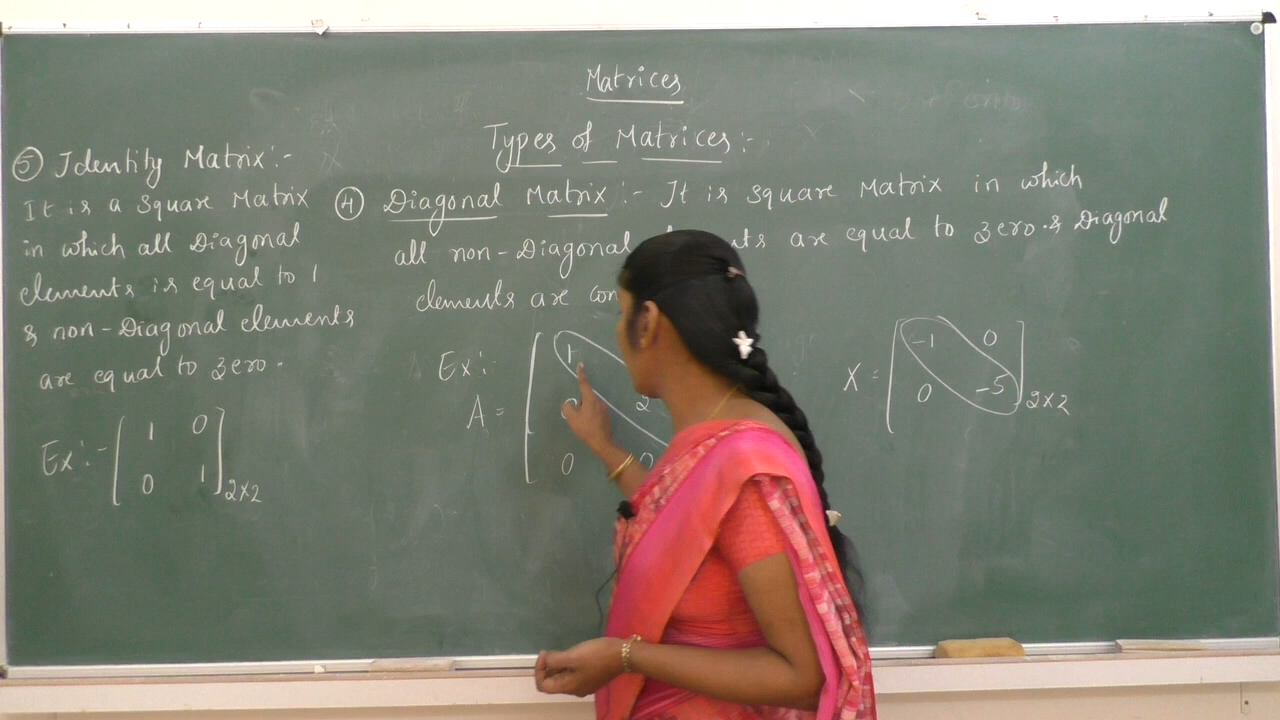 Matrices
Types of Matrices:-
⑤ Identity Matrix:-
It is a Square Matrix
in which all Diagonal
elements is equal to 1
& non-Diagonal elements
are equal to zero.
Ex:- [ 1 0
0 1 ] 2x2
④ Diagonal Matrix:- It is Square Matrix in which
all non-Diagonal are equal to zero & Diagonal
elements are
Ex:-
A = [ 1
2
0 0
X = [ -1 0
0 -5 ] 2x2